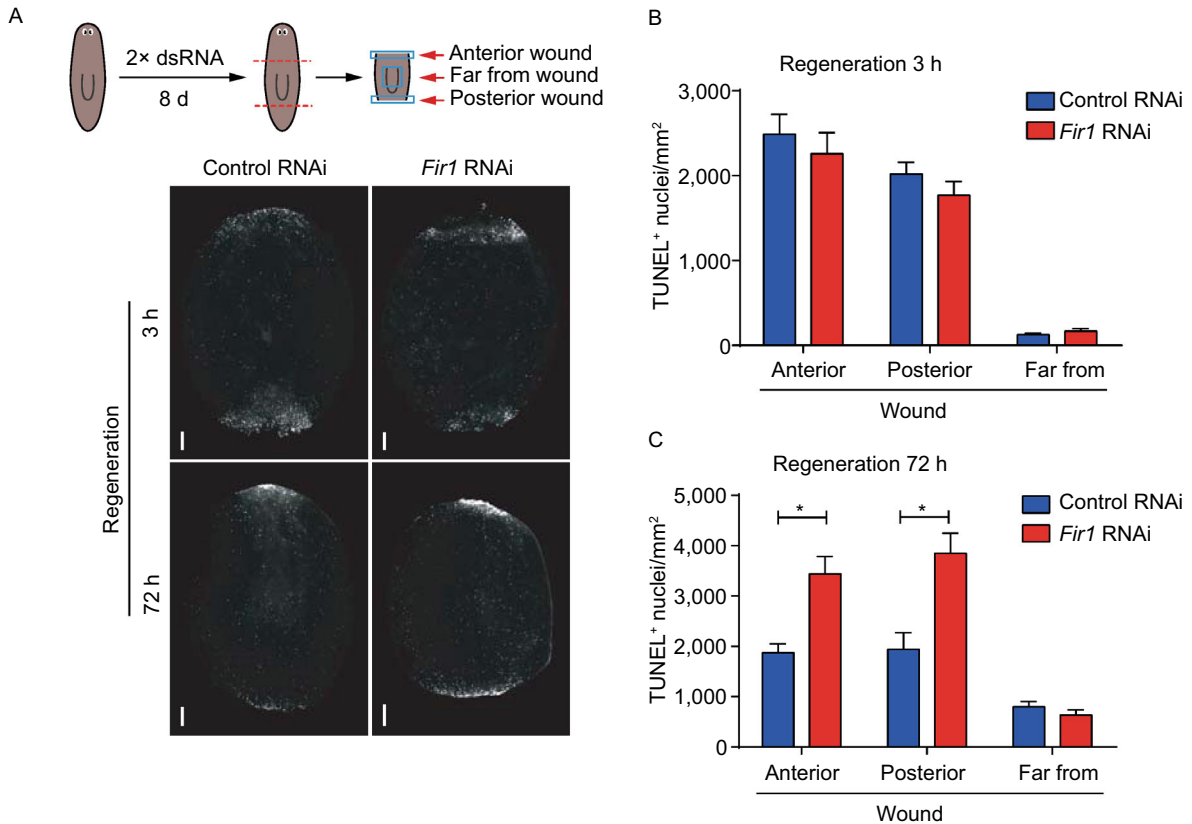 A
2× dsRNA
8 d
Anterior wound
Far from wound
Posterior wound
Control RNAi
Fir1 RNAi
Regeneration
3 h
72 h
B
Regeneration 3 h
Control RNAi
Fir1 RNAi
TUNEL⁺ nuclei/mm²
3,000
2,000
1,000
0
Anterior
Posterior
Far from
Wound
C
Regeneration 72 h
Control RNAi
Fir1 RNAi
TUNEL⁺ nuclei/mm²
5,000
4,000
3,000
2,000
1,000
0
*
*
Anterior
Posterior
Far from
Wound